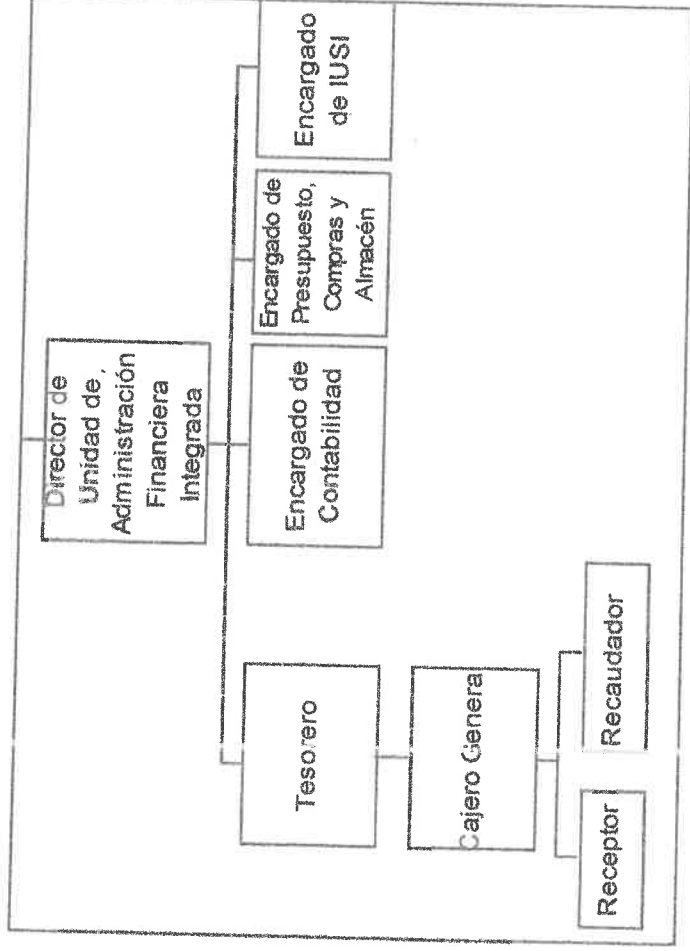 Director de
Unidad de,
Administración
Financiera
Integrada
Tesorero
Encargado de
Contabilidad
Encargado de
Presupuesto,
Compras y
Almacén
Encargado
de IUSI
Cajero Genera
Receptor
Recaudador